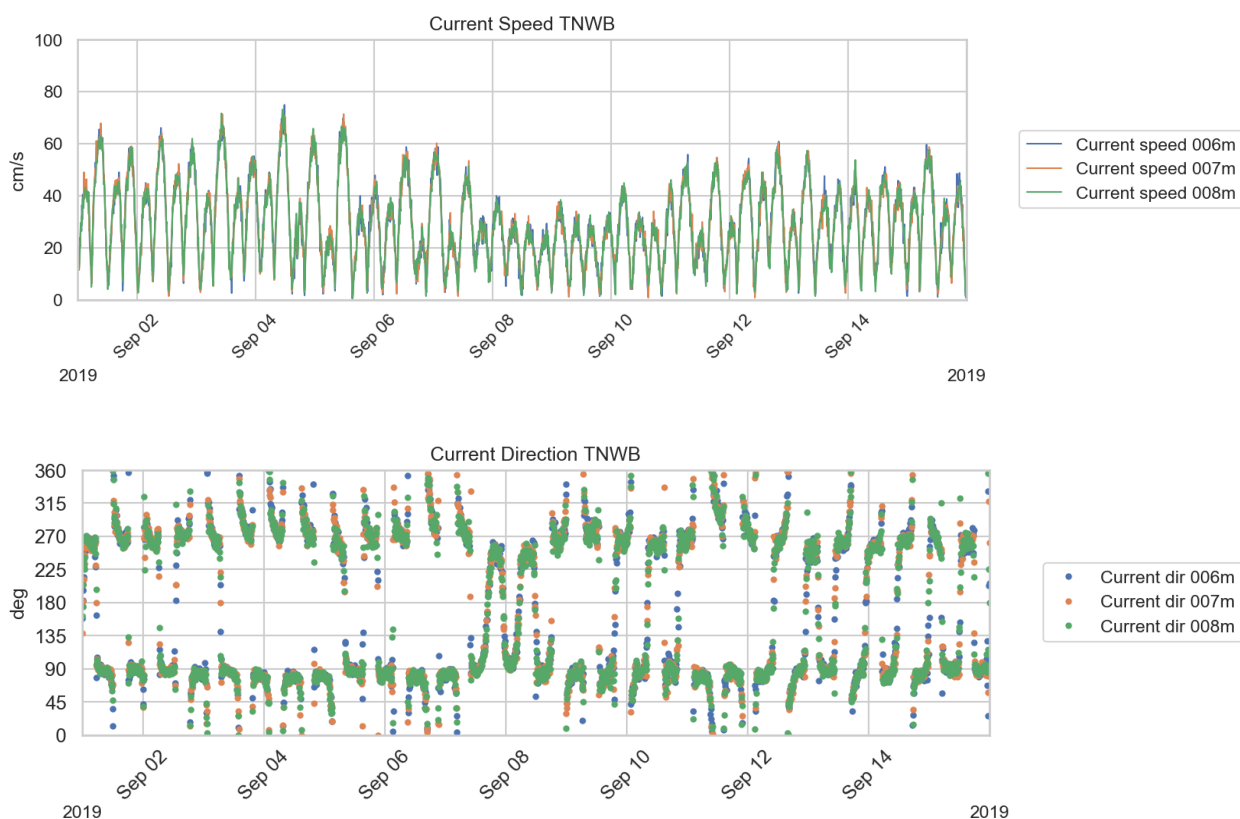 Current Speed TNWB
100
80
60
40
20
0
cm/s
Sep 02
Sep 04
Sep 06
Sep 08
Sep 10
Sep 12
Sep 14
2019
2019
Current speed 006m
Current speed 007m
Current speed 008m
Current Direction TNWB
360
315
270
225
180
135
90
45
0
deg
Sep 02
Sep 04
Sep 06
Sep 08
Sep 10
Sep 12
Sep 14
2019
2019
Current dir 006m
Current dir 007m
Current dir 008m